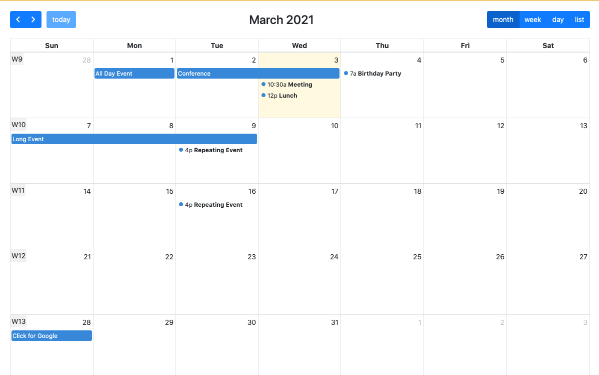 today
March 2021
month week day list
Sun Mon Tue Wed Thu Fri Sat
W9 28 1 2 3 4 5 6
All Day Event Conference 7a Birthday Party
10:30a Meeting
12p Lunch
W10 7 8 9 10 11 12 13
Long Event
4p Repeating Event
W11 14 15 16 17 18 19 20
4p Repeating Event
W12 21 22 23 24 25 26 27
W13 28 29 30 31 1 2 3
Click for Google